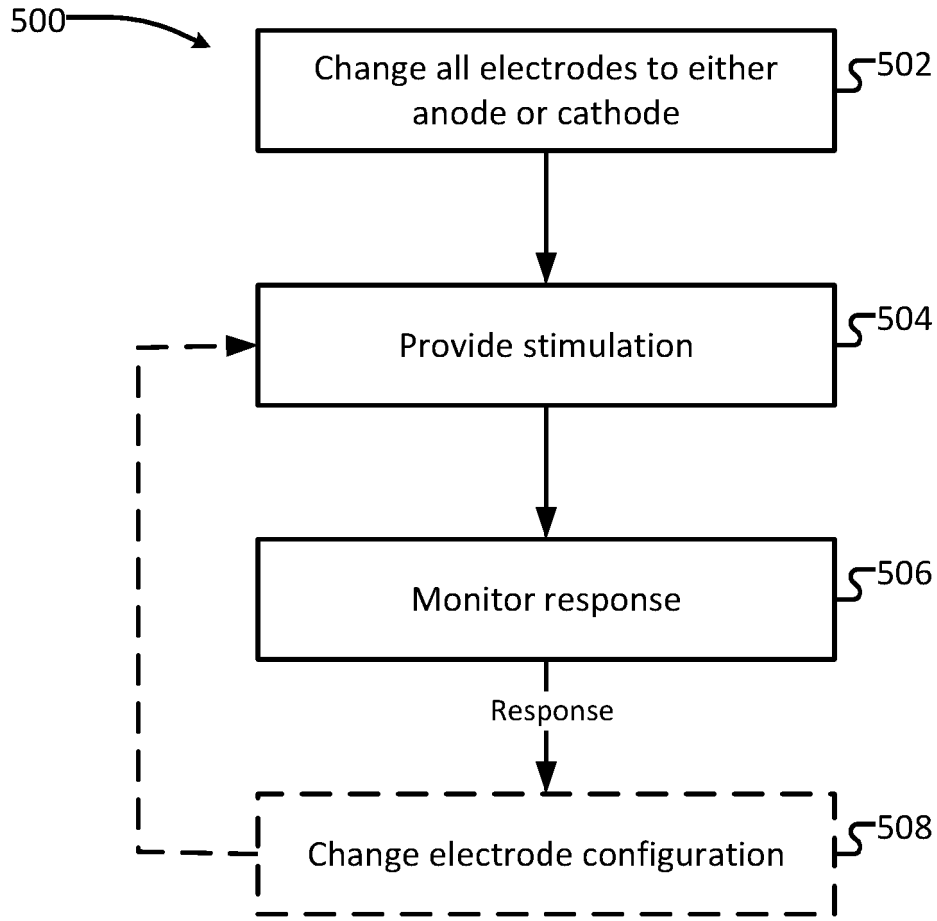 500
Change all electrodes to either
anode or cathode
502
Provide stimulation
504
Monitor response
506
Response
Change electrode configuration
508